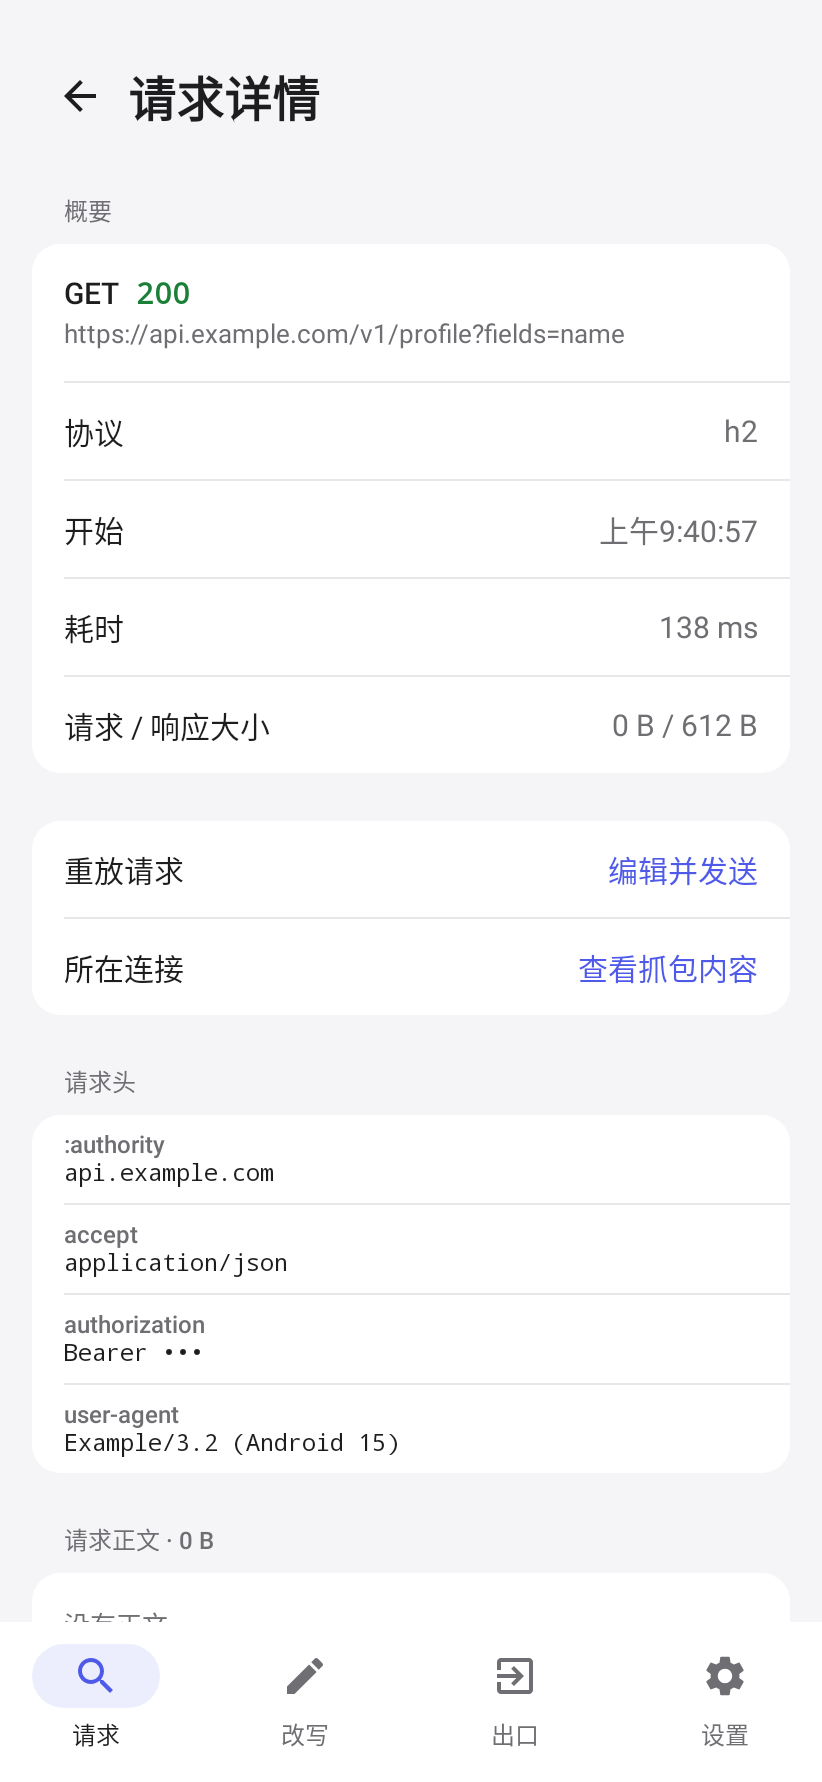 请求详情
概要
GET 200
https://api.example.com/v1/profile?fields=name
协议 h2
开始 上午9:40:57
耗时 138 ms
请求 / 响应大小 0 B / 612 B
重放请求 编辑并发送
所在连接 查看抓包内容
请求头
:authority
api.example.com
accept
application/json
authorization
Bearer •••
user-agent
Example/3.2 (Android 15)
请求正文 · 0 B
没有正文
请求 改写 出口 设置